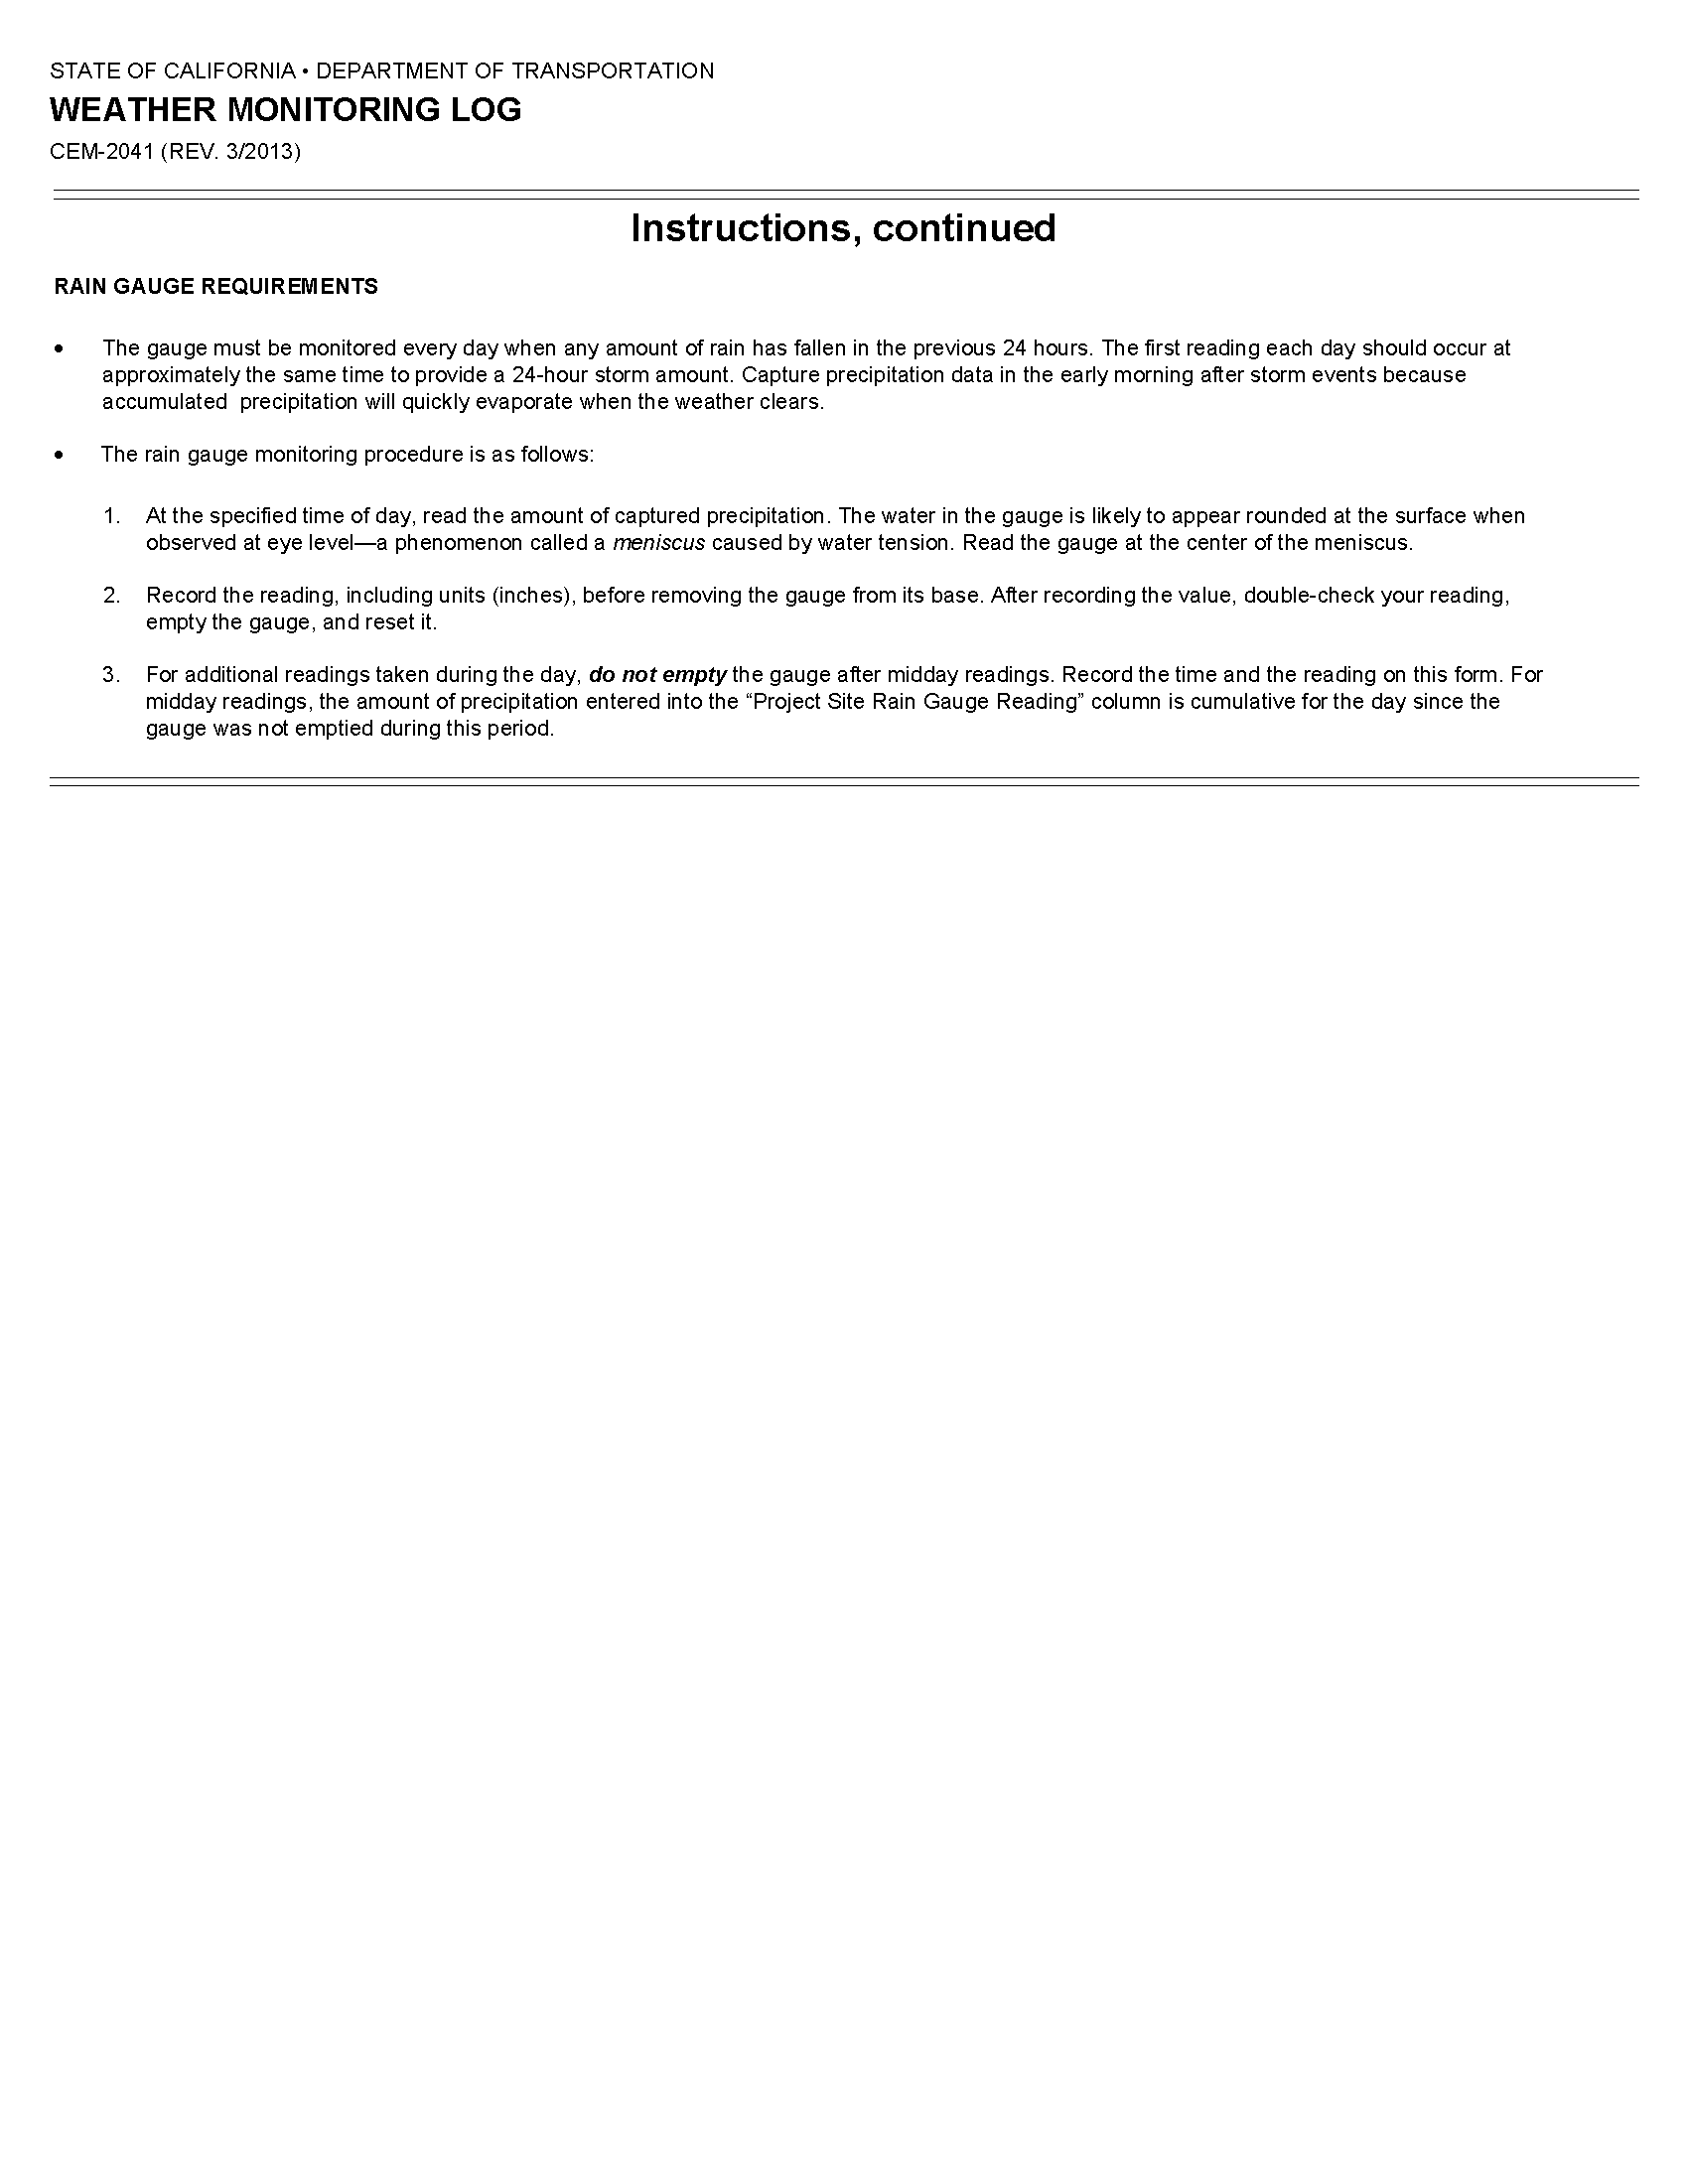 STATE OF CALIFORNIA • DEPARTMENT OF TRANSPORTATION
WEATHER MONITORING LOG
CEM-2041 (REV. 3/2013)
Instructions, continued
RAIN GAUGE REQUIREMENTS
• The gauge must be monitored every day when any amount of rain has fallen in the previous 24 hours. The first reading each day should occur at
approximately the same time to provide a 24-hour storm amount. Capture precipitation data in the early morning after storm events because
accumulated  precipitation will quickly evaporate when the weather clears.
• The rain gauge monitoring procedure is as follows:
1. At the specified time of day, read the amount of captured precipitation. The water in the gauge is likely to appear rounded at the surface when
observed at eye level—a phenomenon called a meniscus caused by water tension. Read the gauge at the center of the meniscus.
2. Record the reading, including units (inches), before removing the gauge from its base. After recording the value, double-check your reading,
empty the gauge, and reset it.
3. For additional readings taken during the day, do not empty the gauge after midday readings. Record the time and the reading on this form. For
midday readings, the amount of precipitation entered into the “Project Site Rain Gauge Reading” column is cumulative for the day since the
gauge was not emptied during this period.